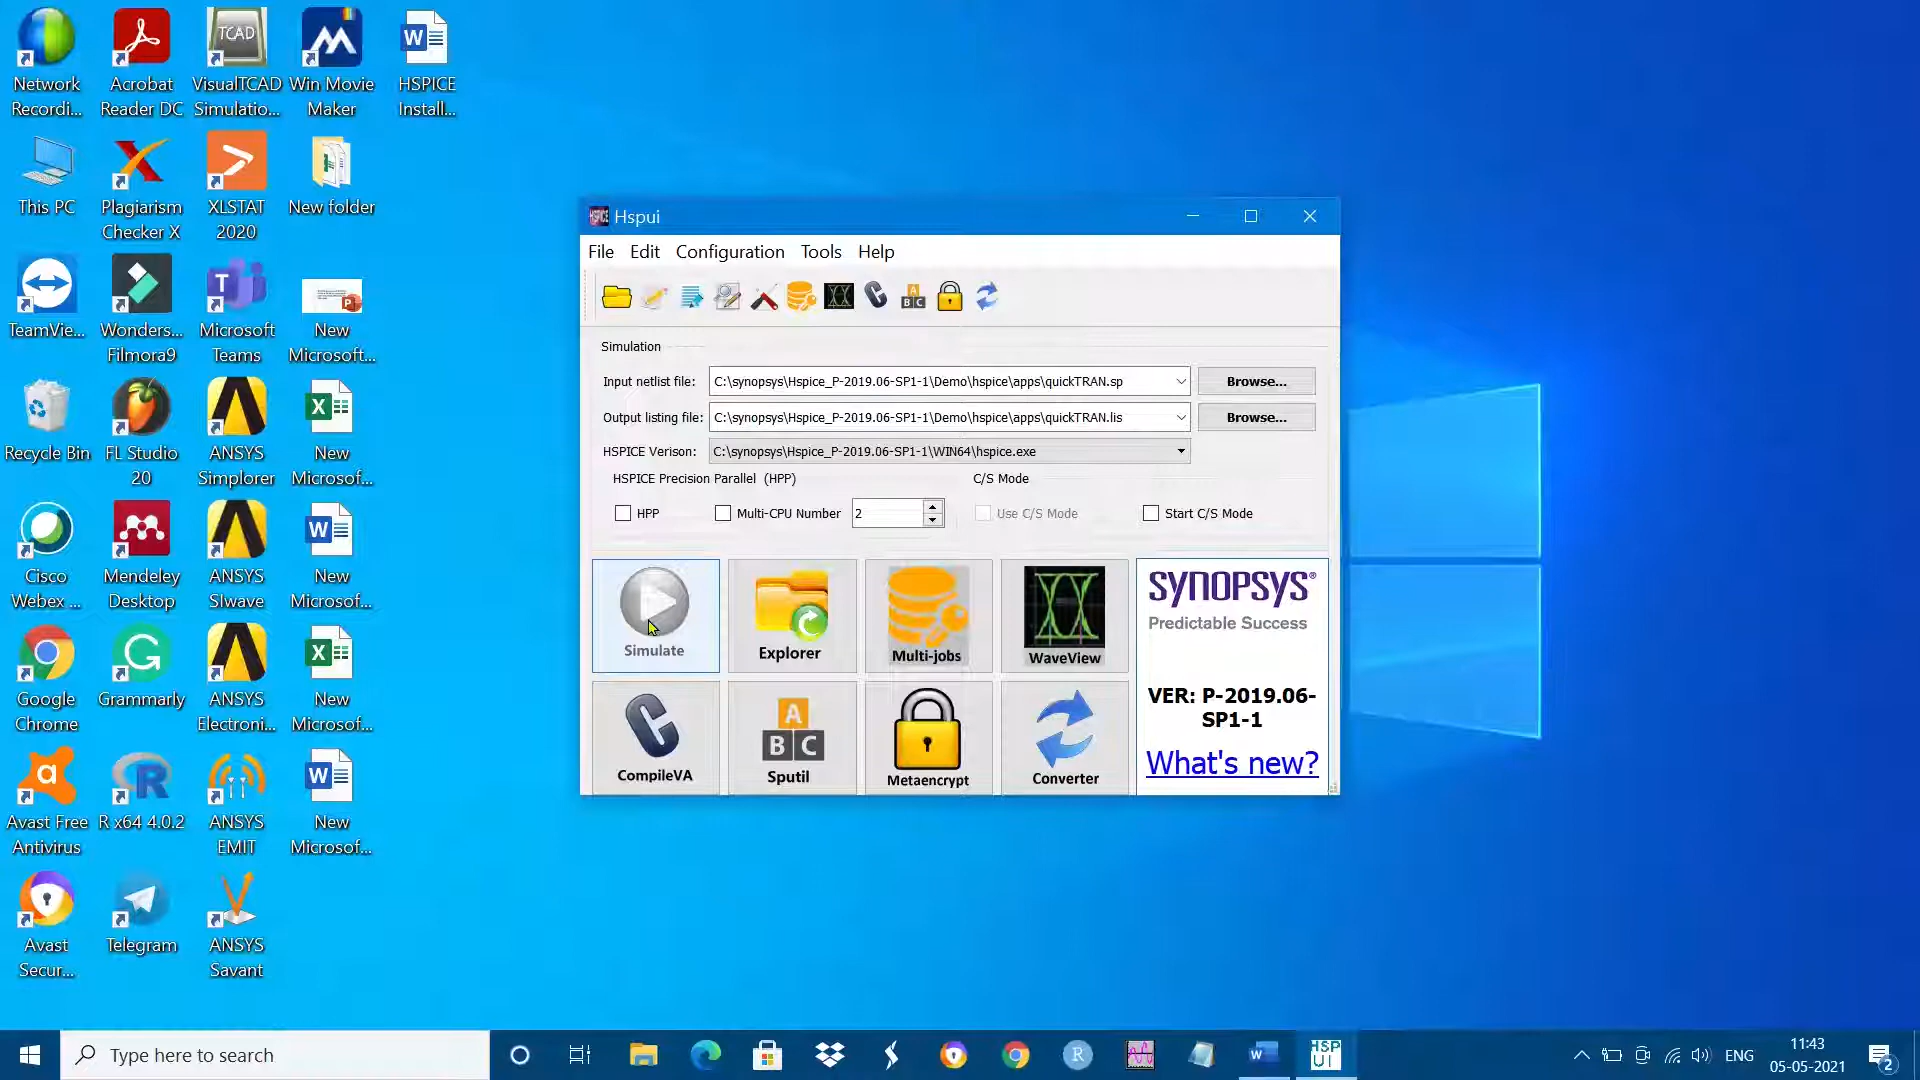 Network
Recordi...
Acrobat
Reader DC
TCAD
VisualTCAD
Simulatio...
Win Movie
Maker
HSPICE
Install...
This PC
Plagiarism
Checker X
XLSTAT
2020
New folder
TeamVie...
Wonders...
Filmora9
Microsoft
Teams
New
Microsoft...
Recycle Bin
FL Studio
20
ANSYS
Simplorer
New
Microsof...
Cisco
Webex ...
Mendeley
Desktop
ANSYS
SIwave
New
Microsof...
Google
Chrome
Grammarly
ANSYS
Electroni...
New
Microsof...
Avast Free
Antivirus
R x64 4.0.2
ANSYS
EMIT
New
Microsof...
Avast
Secur...
Telegram
ANSYS
Savant
HSPICE
Hspui
File Edit Configuration Tools Help
Simulation
Input netlist file: C:\synopsys\Hspice_P-2019.06-SP1-1\Demo\hspice\apps\quickTRAN.sp Browse...
Output listing file: C:\synopsys\Hspice_P-2019.06-SP1-1\Demo\hspice\apps\quickTRAN.lis Browse...
HSPICE Verison: C:\synopsys\Hspice_P-2019.06-SP1-1\WIN64\hspice.exe
HSPICE Precision Parallel (HPP) C/S Mode
HPP Multi-CPU Number 2 Use C/S Mode Start C/S Mode
Simulate Explorer Multi-jobs WaveView
A
B C
CompileVA Sputil Metaencrypt Converter
SYNOPSYS®
Predictable Success
VER: P-2019.06-
SP1-1
What's new?
Type here to search
HSP
UI
ENG
11:43
05-05-2021
2